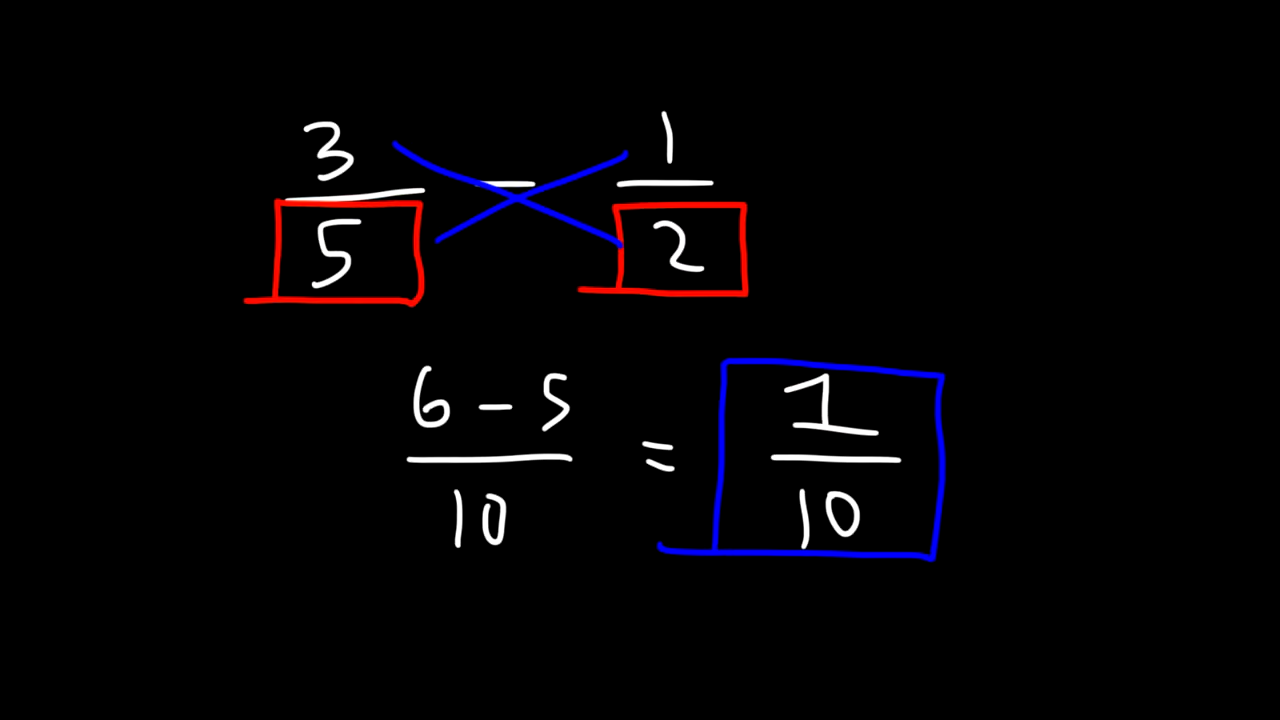 3 1
— − —
5 2
6 − 5 1
— = —
10 10